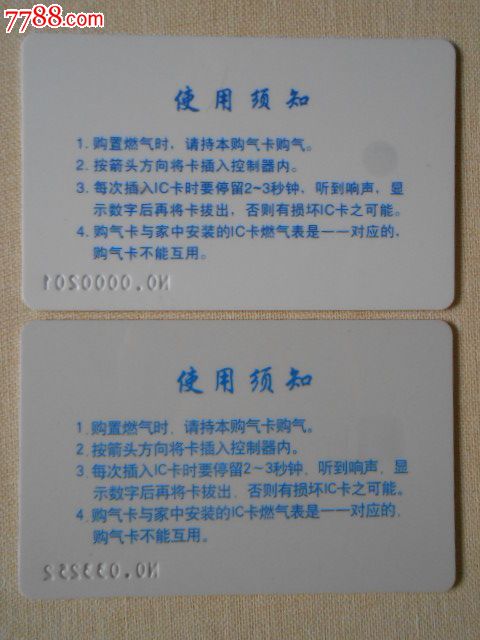 7788.com
使用须知
1. 购置燃气时，请持本购气卡购气。
2. 按箭头方向将卡插入控制器内。
3. 每次插入IC卡时要停留2~3秒钟，听到响声，显
示数字后再将卡拔出，否则有损坏IC卡之可能。
4. 购气卡与家中安装的IC卡燃气表是一一对应的，
购气卡不能互用。
NO.0000201
使用须知
1. 购置燃气时，请持本购气卡购气。
2. 按箭头方向将卡插入控制器内。
3. 每次插入IC卡时要停留2~3秒钟，听到响声，显
示数字后再将卡拔出，否则有损坏IC卡之可能。
4. 购气卡与家中安装的IC卡燃气表是一一对应的，
购气卡不能互用。
NO.033252